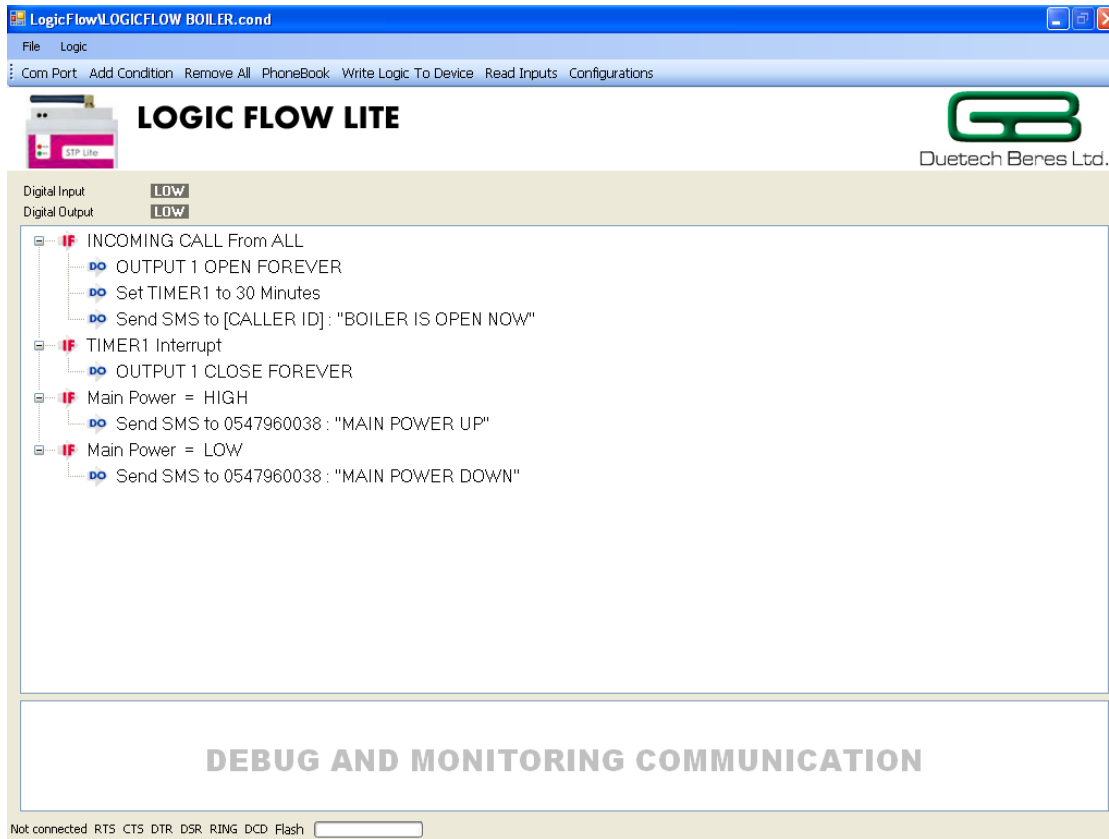 LogicFlow\LOGICFLOW BOILER.cond
File Logic
Com Port Add Condition Remove All PhoneBook Write Logic To Device Read Inputs Configurations
STP Lite
LOGIC FLOW LITE
GB
Duetech Beres Ltd.
Digital Input LOW
Digital Output LOW
IF INCOMING CALL From ALL
DO OUTPUT 1 OPEN FOREVER
DO Set TIMER1 to 30 Minutes
DO Send SMS to [CALLER ID] : "BOILER IS OPEN NOW"
IF TIMER1 Interrupt
DO OUTPUT 1 CLOSE FOREVER
IF Main Power = HIGH
DO Send SMS to 0547960038 : "MAIN POWER UP"
IF Main Power = LOW
DO Send SMS to 0547960038 : "MAIN POWER DOWN"
DEBUG AND MONITORING COMMUNICATION
Not connected RTS CTS DTR DSR RING DCD Flash